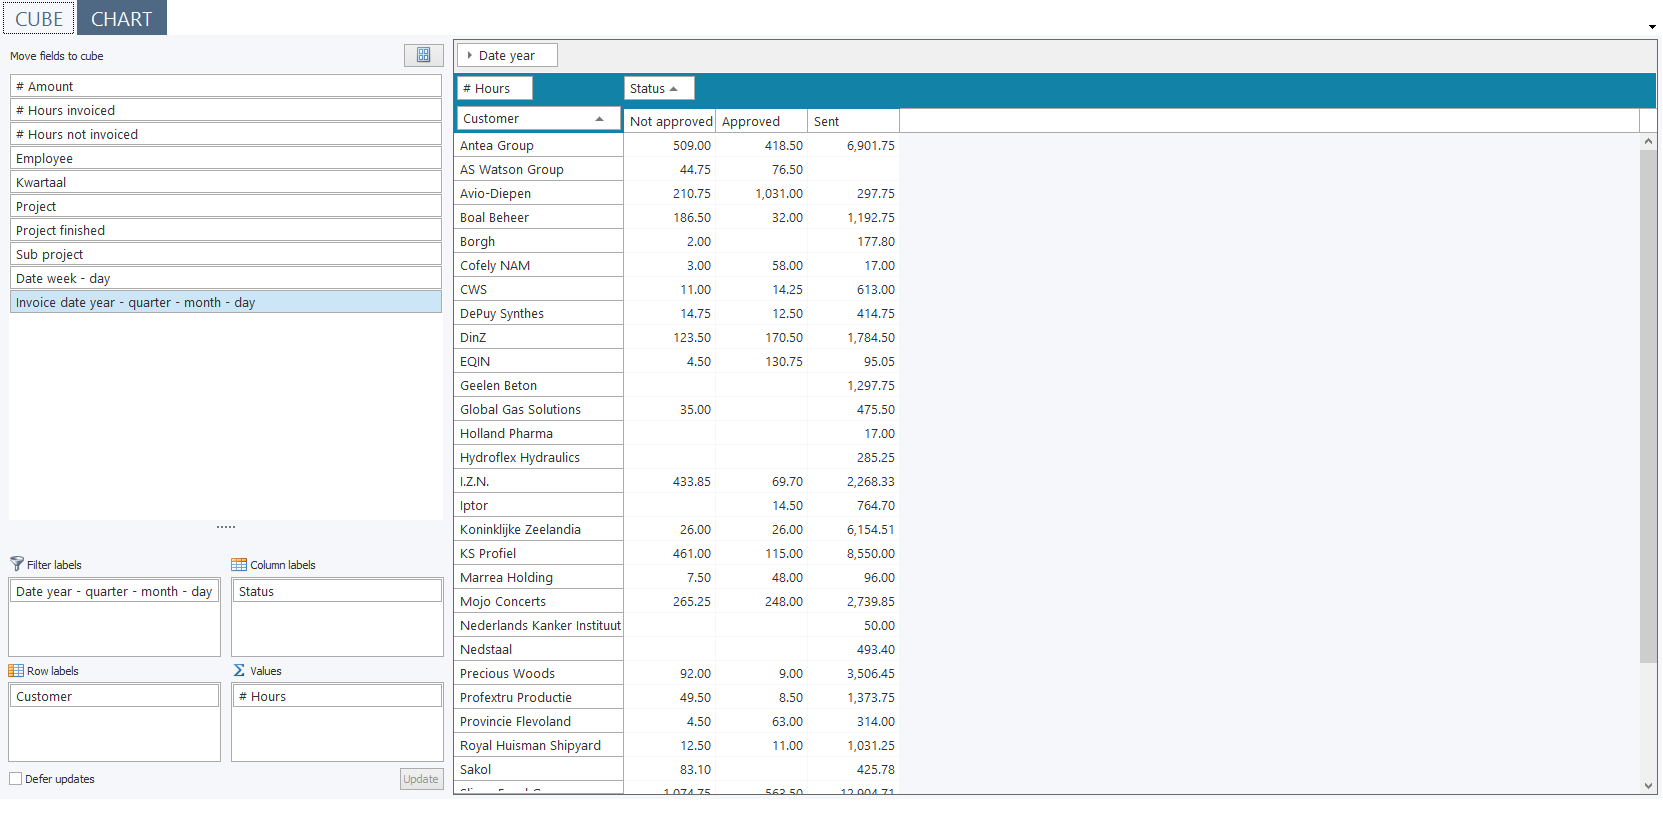 CUBE CHART
Move fields to cube
# Amount
# Hours invoiced
# Hours not invoiced
Employee
Kwartaal
Project
Project finished
Sub project
Date week - day
Invoice date year - quarter - month - day
Filter labels
Date year - quarter - month - day
Column labels
Status
Row labels
Customer
Values
# Hours
Defer updates
Update
Date year
# Hours Status
Customer Not approved Approved Sent
Antea Group 509.00 418.50 6,901.75
AS Watson Group 44.75 76.50
Avio-Diepen 210.75 1,031.00 297.75
Boal Beheer 186.50 32.00 1,192.75
Borgh 2.00 177.80
Cofely NAM 3.00 58.00 17.00
CWS 11.00 14.25 613.00
DePuy Synthes 14.75 12.50 414.75
DinZ 123.50 170.50 1,784.50
EQIN 4.50 130.75 95.05
Geelen Beton 1,297.75
Global Gas Solutions 35.00 475.50
Holland Pharma 17.00
Hydroflex Hydraulics 285.25
I.Z.N. 433.85 69.70 2,268.33
Iptor 14.50 764.70
Koninklijke Zeelandia 26.00 26.00 6,154.51
KS Profiel 461.00 115.00 8,550.00
Marrea Holding 7.50 48.00 96.00
Mojo Concerts 265.25 248.00 2,739.85
Nederlands Kanker Instituut 50.00
Nedstaal 493.40
Precious Woods 92.00 9.00 3,506.45
Profextru Productie 49.50 8.50 1,373.75
Provincie Flevoland 4.50 63.00 314.00
Royal Huisman Shipyard 12.50 11.00 1,031.25
Sakol 83.10 425.78
1,074.75 563.50 12,904.71